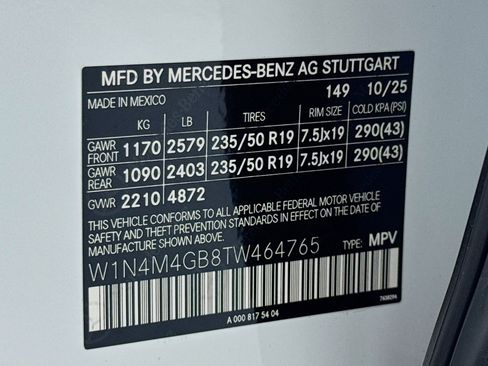 MFD BY MERCEDES-BENZ AG STUTTGART
MADE IN MEXICO 149 10/25
KG LB TIRES RIM SIZE COLD KPA(PSI)
GAWR FRONT 1170 2579 235/50 R19 7.5Jx19 290(43)
GAWR REAR 1090 2403 235/50 R19 7.5Jx19 290(43)
GVWR 2210 4872
THIS VEHICLE CONFORMS TO ALL APPLICABLE FEDERAL MOTOR VEHICLE
SAFETY AND THEFT PREVENTION STANDARDS IN EFFECT ON THE DATE
OF MANUFACTURE SHOWN ABOVE.
W1N4M4GB8TW464765 TYPE: MPV
A 000 817 54 04